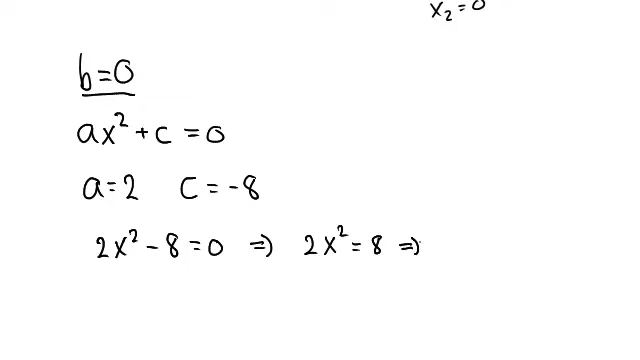 x₂ = 0
b = 0
ax² + c = 0
a = 2 c = -8
2x² - 8 = 0 ⇒ 2x² = 8 ⇒